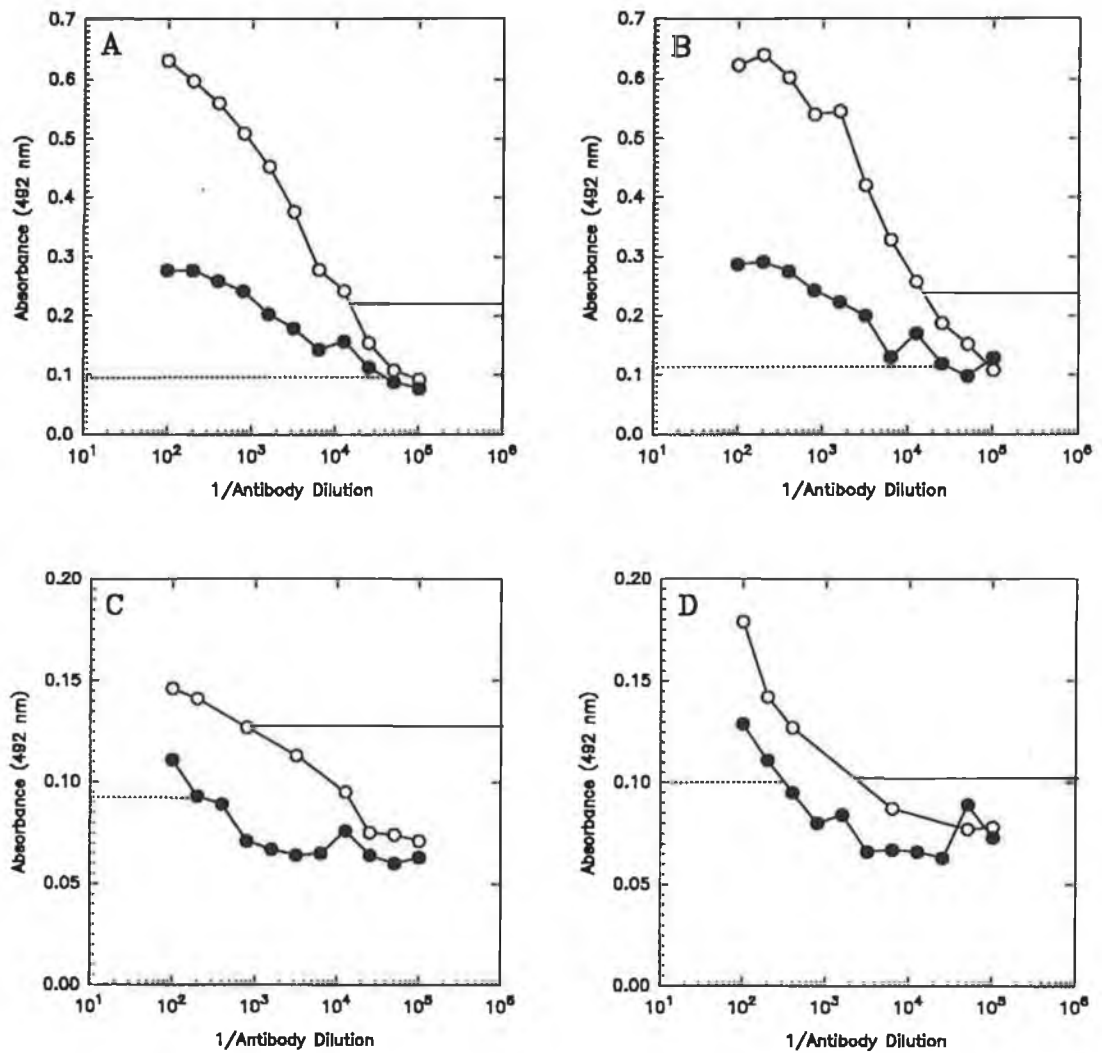 A
0.7
0.6
0.5
0.4
0.3
0.2
0.1
0.0
Absorbance (492 nm)
10¹ 10² 10³ 10⁴ 10⁵ 10⁶
1/Antibody Dilution
B
0.7
0.6
0.5
0.4
0.3
0.2
0.1
0.0
Absorbance (492 nm)
10¹ 10² 10³ 10⁴ 10⁵ 10⁶
1/Antibody Dilution
C
0.20
0.15
0.10
0.05
0.00
Absorbance (492 nm)
10¹ 10² 10³ 10⁴ 10⁵ 10⁶
1/Antibody Dilution
D
0.20
0.15
0.10
0.05
0.00
Absorbance (492 nm)
10¹ 10² 10³ 10⁴ 10⁵ 10⁶
1/Antibody Dilution